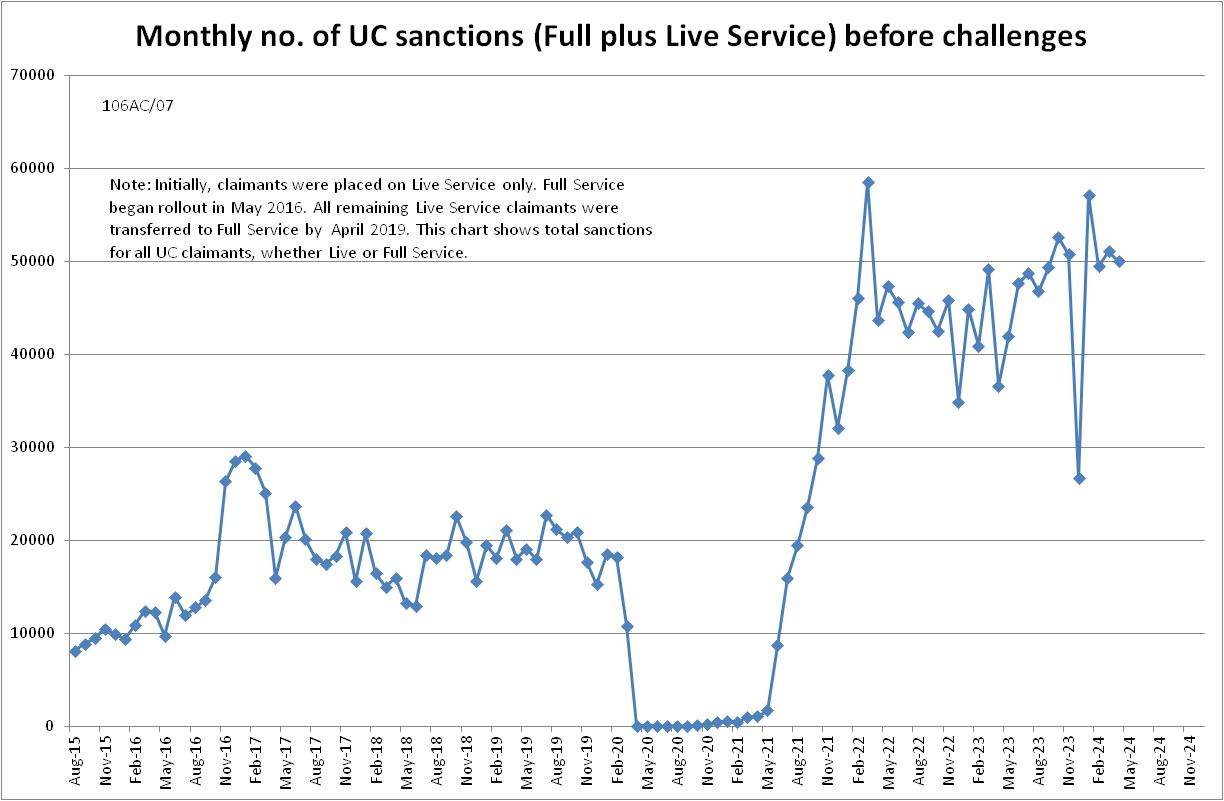 Monthly no. of UC sanctions (Full plus Live Service) before challenges
70000
106AC/07
60000
Note: Initially, claimants were placed on Live Service only. Full Service
began rollout in May 2016. All remaining Live Service claimants were
transferred to Full Service by April 2019. This chart shows total sanctions
for all UC claimants, whether Live or Full Service.
50000
40000
30000
20000
10000
0
Aug-15
Nov-15
Feb-16
May-16
Aug-16
Nov-16
Feb-17
May-17
Aug-17
Nov-17
Feb-18
May-18
Aug-18
Nov-18
Feb-19
May-19
Aug-19
Nov-19
Feb-20
May-20
Aug-20
Nov-20
Feb-21
May-21
Aug-21
Nov-21
Feb-22
May-22
Aug-22
Nov-22
Feb-23
May-23
Aug-23
Nov-23
Feb-24
May-24
Aug-24
Nov-24